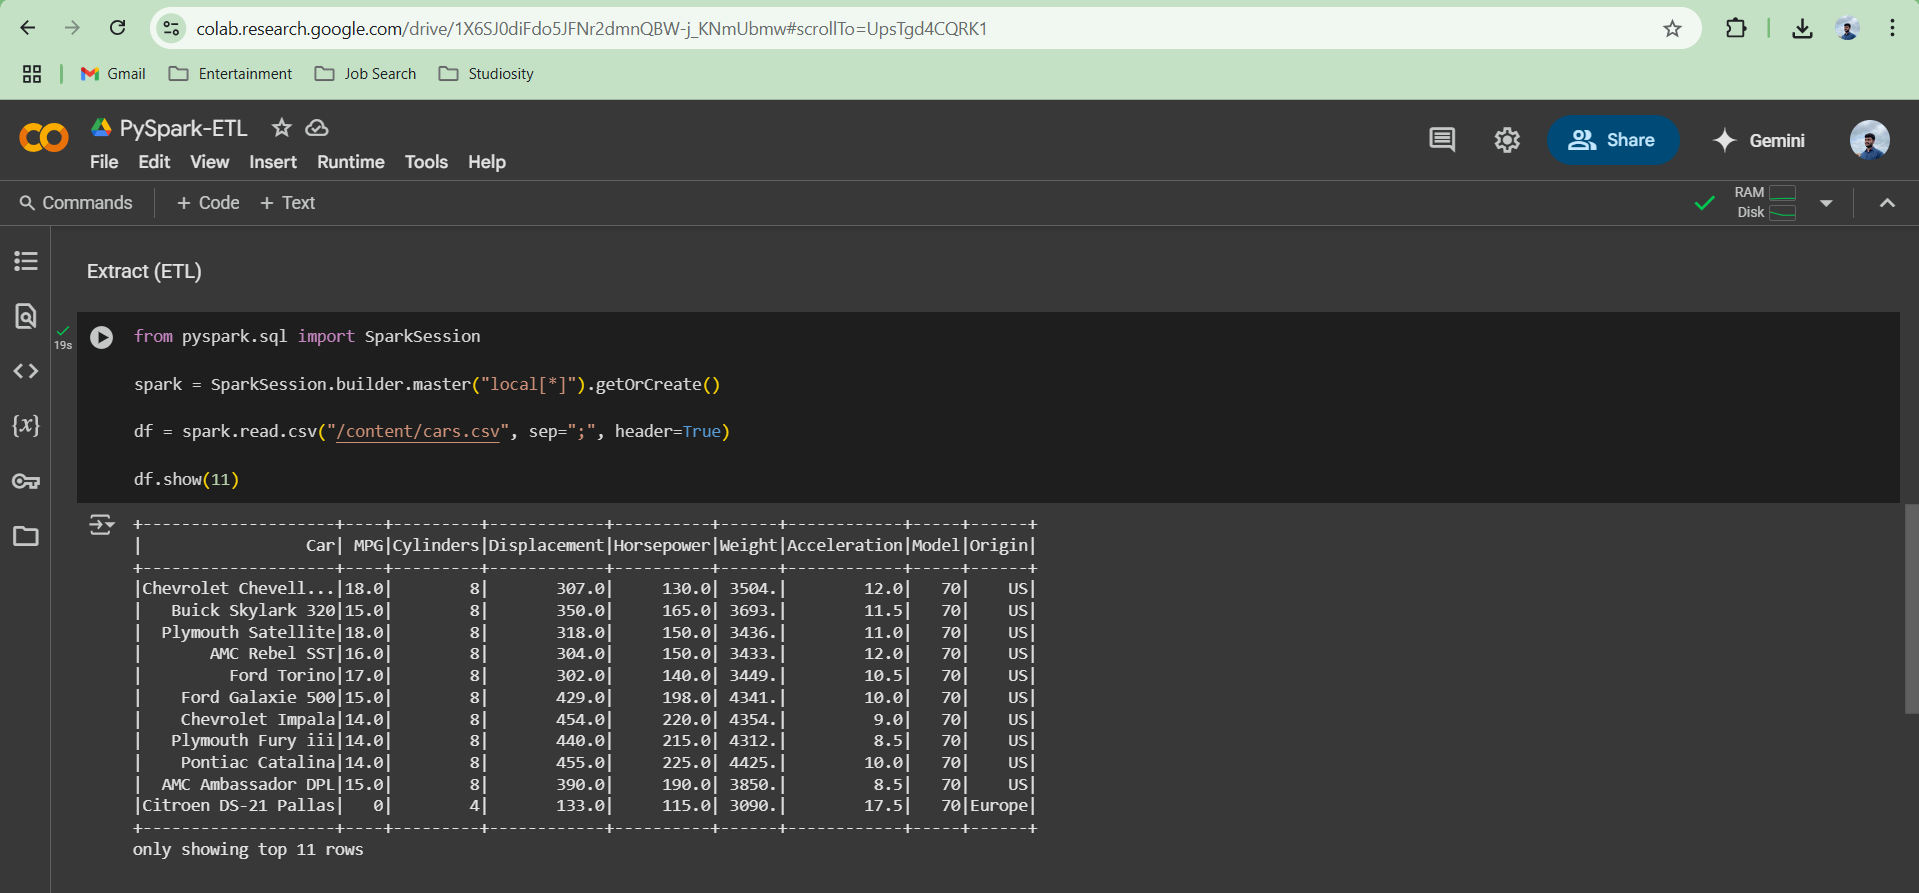 colab.research.google.com/drive/1X6SJ0diFdo5JFNr2dmnQBW-j_KNmUbmw#scrollTo=UpsTgd4CQRK1
Gmail Entertainment Job Search Studiosity
CO PySpark-ETL
File Edit View Insert Runtime Tools Help
Share Gemini
Commands + Code + Text
RAM
Disk
Extract (ETL)
19s
from pyspark.sql import SparkSession
spark = SparkSession.builder.master("local[*]").getOrCreate()
df = spark.read.csv("/content/cars.csv", sep=";", header=True)
df.show(11)
+--------------------+----+---------+------------+----------+------+------------+-----+------+
|                 Car| MPG|Cylinders|Displacement|Horsepower|Weight|Acceleration|Model|Origin|
+--------------------+----+---------+------------+----------+------+------------+-----+------+
|Chevrolet Chevell...|18.0|        8|       307.0|     130.0| 3504.|        12.0|   70|    US|
|   Buick Skylark 320|15.0|        8|       350.0|     165.0| 3693.|        11.5|   70|    US|
|  Plymouth Satellite|18.0|        8|       318.0|     150.0| 3436.|        11.0|   70|    US|
|       AMC Rebel SST|16.0|        8|       304.0|     150.0| 3433.|        12.0|   70|    US|
|         Ford Torino|17.0|        8|       302.0|     140.0| 3449.|        10.5|   70|    US|
|    Ford Galaxie 500|15.0|        8|       429.0|     198.0| 4341.|        10.0|   70|    US|
|    Chevrolet Impala|14.0|        8|       454.0|     220.0| 4354.|         9.0|   70|    US|
|   Plymouth Fury iii|14.0|        8|       440.0|     215.0| 4312.|         8.5|   70|    US|
|    Pontiac Catalina|14.0|        8|       455.0|     225.0| 4425.|        10.0|   70|    US|
|  AMC Ambassador DPL|15.0|        8|       390.0|     190.0| 3850.|         8.5|   70|    US|
|Citroen DS-21 Pallas|   0|        4|       133.0|     115.0| 3090.|        17.5|   70|Europe|
+--------------------+----+---------+------------+----------+------+------------+-----+------+
only showing top 11 rows